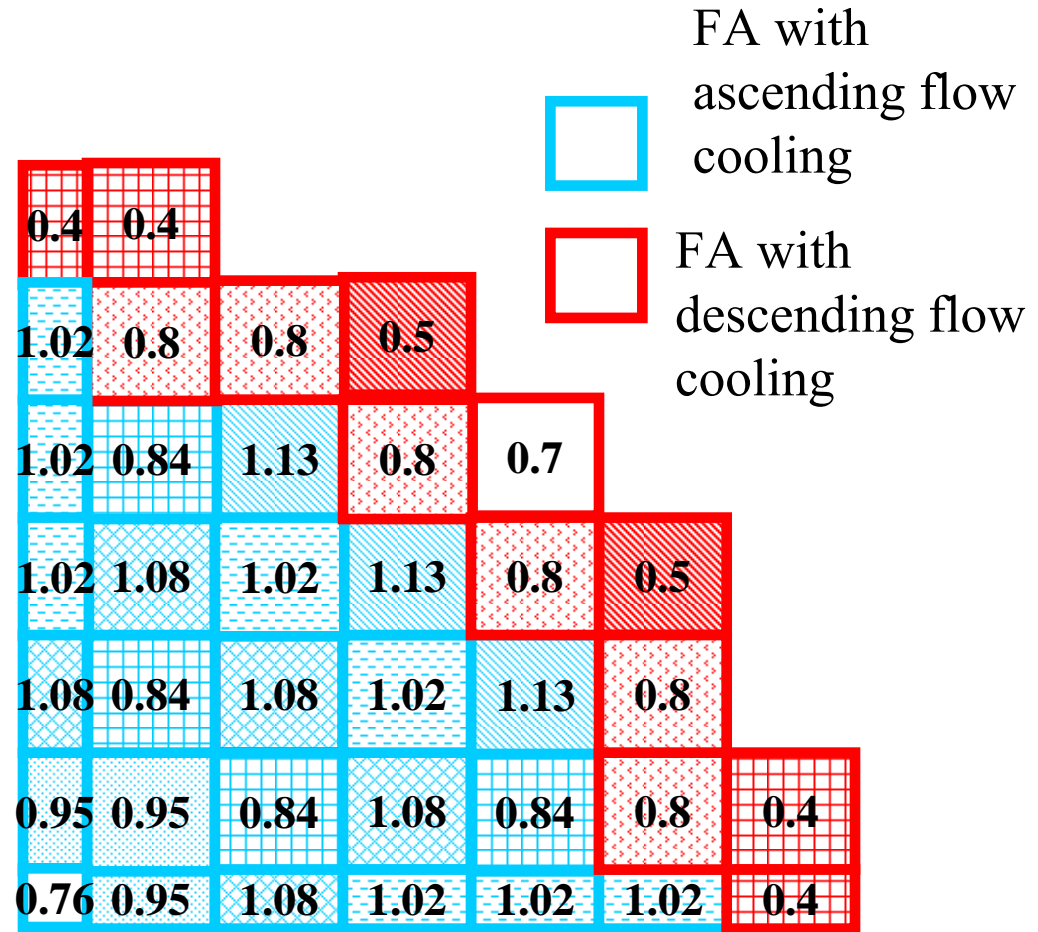 FA with
ascending flow
cooling
FA with
descending flow
cooling
0.4 0.4
1.02 0.8 0.8 0.5
1.02 0.84 1.13 0.8 0.7
1.02 1.08 1.02 1.13 0.8 0.5
1.08 0.84 1.08 1.02 1.13 0.8
0.95 0.95 0.84 1.08 0.84 0.8 0.4
0.76 0.95 1.08 1.02 1.02 1.02 0.4